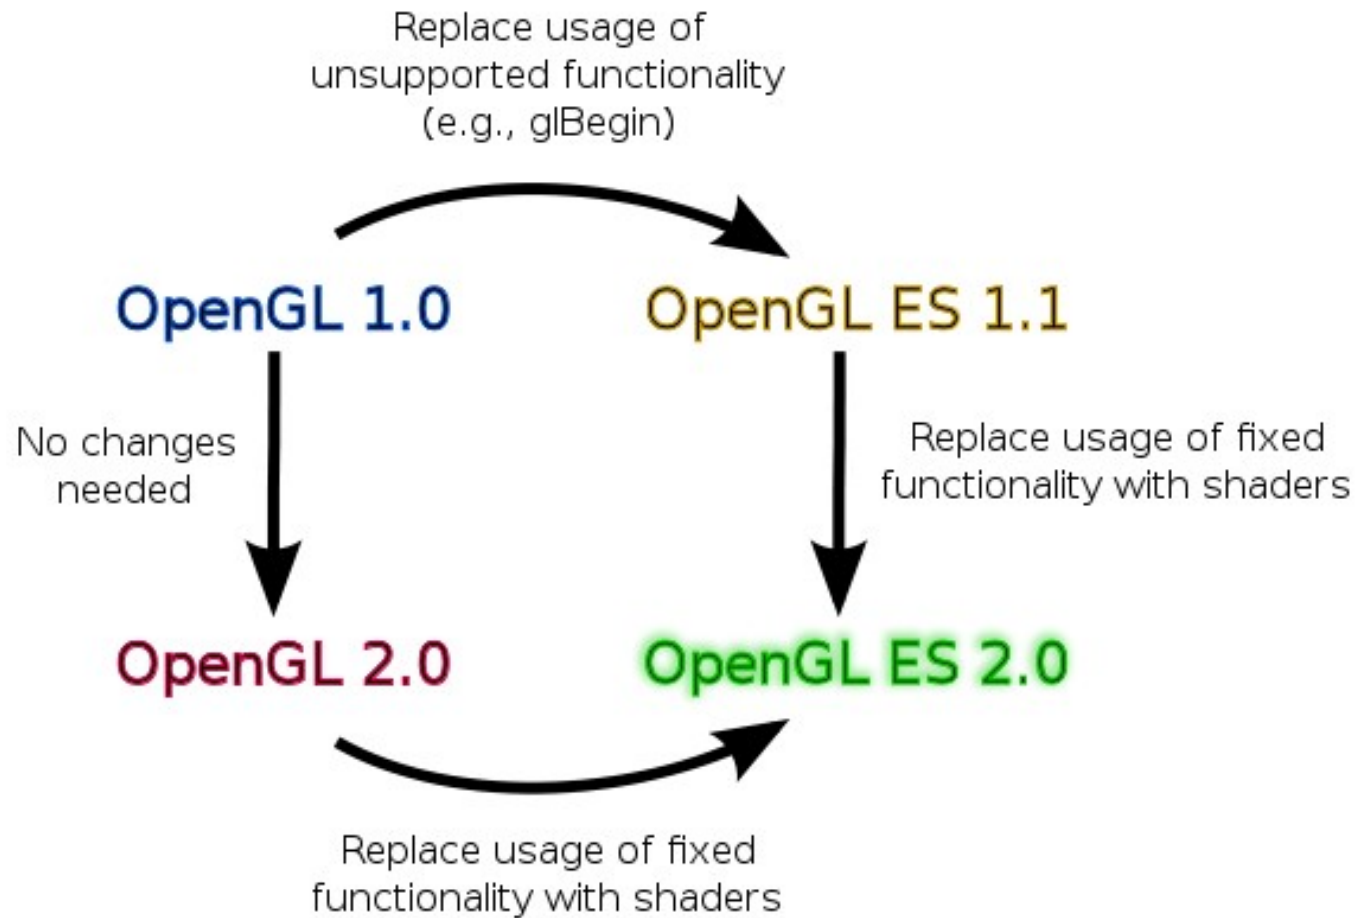 Replace usage of
unsupported functionality
(e.g., glBegin)
OpenGL 1.0
OpenGL ES 1.1
No changes
needed
Replace usage of fixed
functionality with shaders
OpenGL 2.0
OpenGL ES 2.0
Replace usage of fixed
functionality with shaders